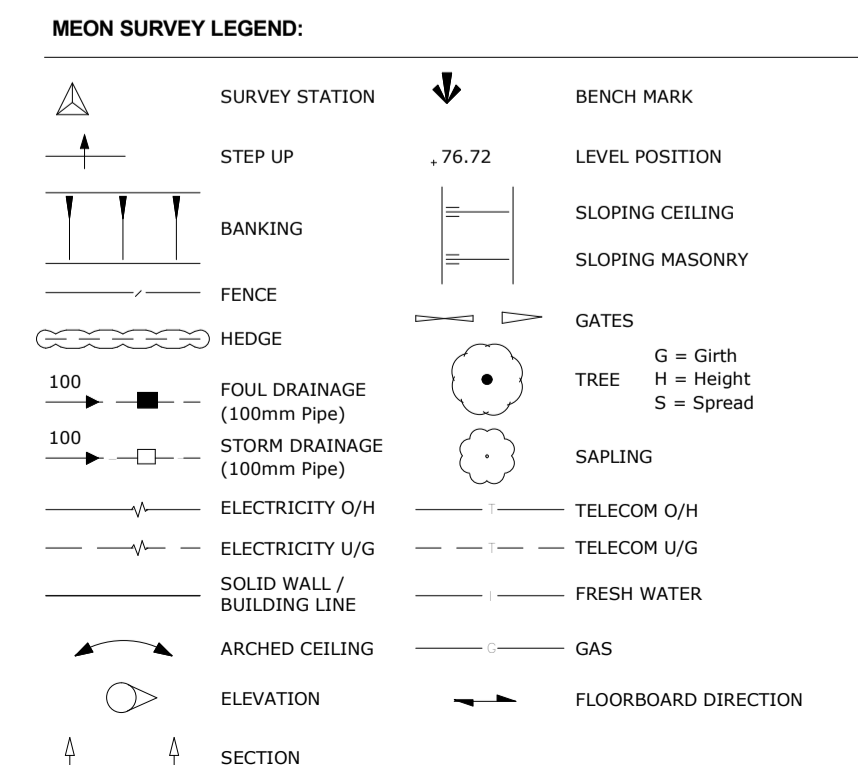 MEON SURVEY LEGEND:
SURVEY STATION
BENCH MARK
STEP UP
+76.72
LEVEL POSITION
BANKING
SLOPING CEILING
SLOPING MASONRY
FENCE
GATES
HEDGE
TREE
G = Girth
H = Height
S = Spread
100
FOUL DRAINAGE
(100mm Pipe)
100
STORM DRAINAGE
(100mm Pipe)
SAPLING
ELECTRICITY O/H
T
TELECOM O/H
ELECTRICITY U/G
T
TELECOM U/G
SOLID WALL /
BUILDING LINE
I
FRESH WATER
ARCHED CEILING
G
GAS
ELEVATION
FLOORBOARD DIRECTION
SECTION